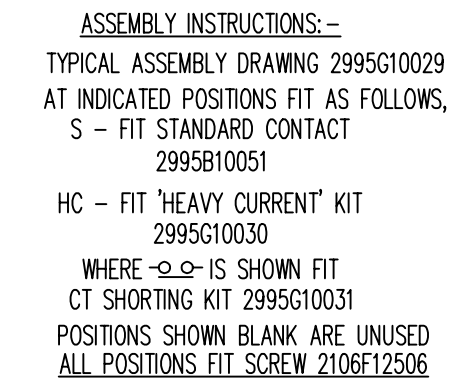 ASSEMBLY INSTRUCTIONS:-
TYPICAL ASSEMBLY DRAWING 2995G10029
AT INDICATED POSITIONS FIT AS FOLLOWS,
S - FIT STANDARD CONTACT
2995B10051
HC - FIT 'HEAVY CURRENT' KIT
2995G10030
WHERE IS SHOWN FIT
CT SHORTING KIT 2995G10031
POSITIONS SHOWN BLANK ARE UNUSED
ALL POSITIONS FIT SCREW 2106F12506